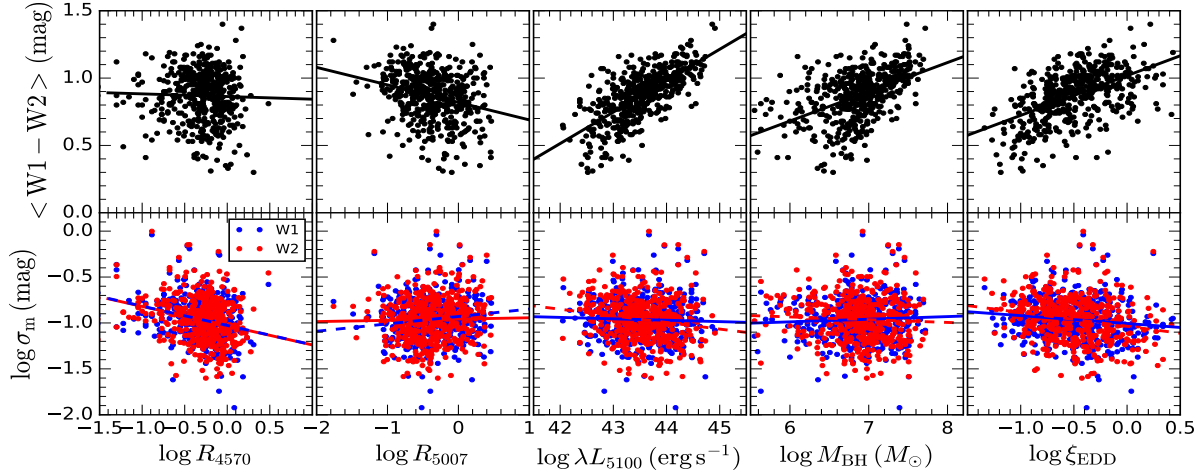 < W1 − W2 > (mag)
1.5
1.0
0.5
0.0
log σm (mag)
0.0
−0.5
−1.0
−1.5
−2.0
W1
W2
−1.5 −1.0 −0.5 0.0 0.5
−2 −1 0 1
42 43 44 45
6 7 8
−1.0 −0.5 0.0 0.5
log R4570
log R5007
log λL5100 (erg s−1)
log MBH (M⊙)
log ξEDD